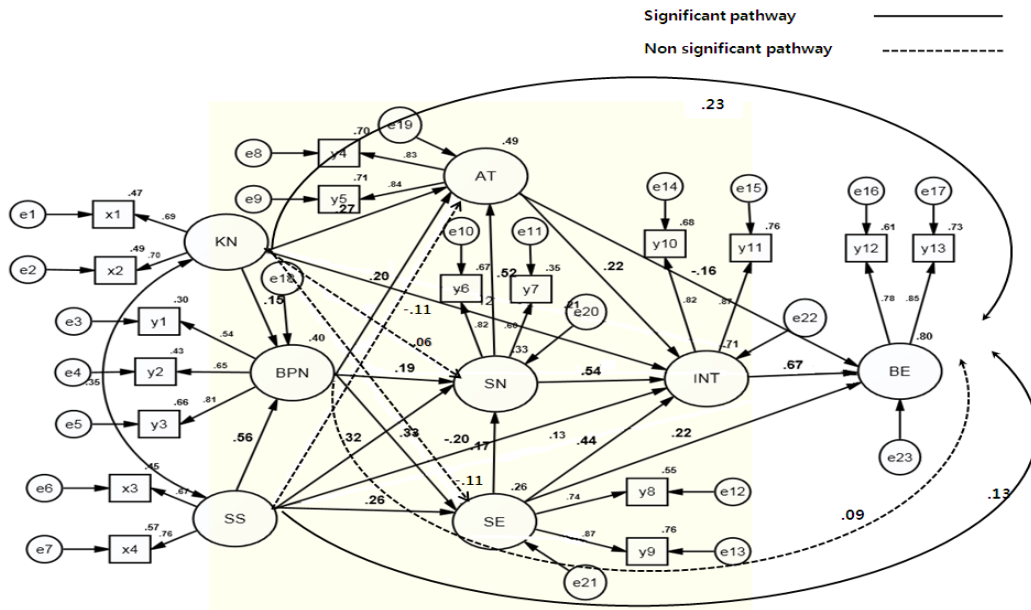 Significant pathway
Non significant pathway
.23
e19
.70
.49
e8
y4
.83
AT
.71
e9
y5
.84
.27
e14
e15
e16
e17
.47
e1
x1
.69
KN
e10
e11
.68
y10
.76
y11
.61
y12
.73
y13
.49
e2
x2
.70
e18
.20
.67
y6
.52
.35
y7
.22
-.16
.15
-.11
.82
.60
.21
e20
.82
.87
.78
.85
.30
e3
y1
.54
.40
.06
.33
.71
e22
.80
.43
e4
y2
.65
BPN
.19
SN
.54
INT
.67
BE
.35
.66
e5
y3
.81
.56
.32
.33
-.20
.17
.13
.44
.22
e23
.45
e6
x3
.67
-.11
.26
.26
.74
.55
y8
e12
SS
SE
.13
.57
e7
x4
.76
.87
.76
y9
e13
.09
e21